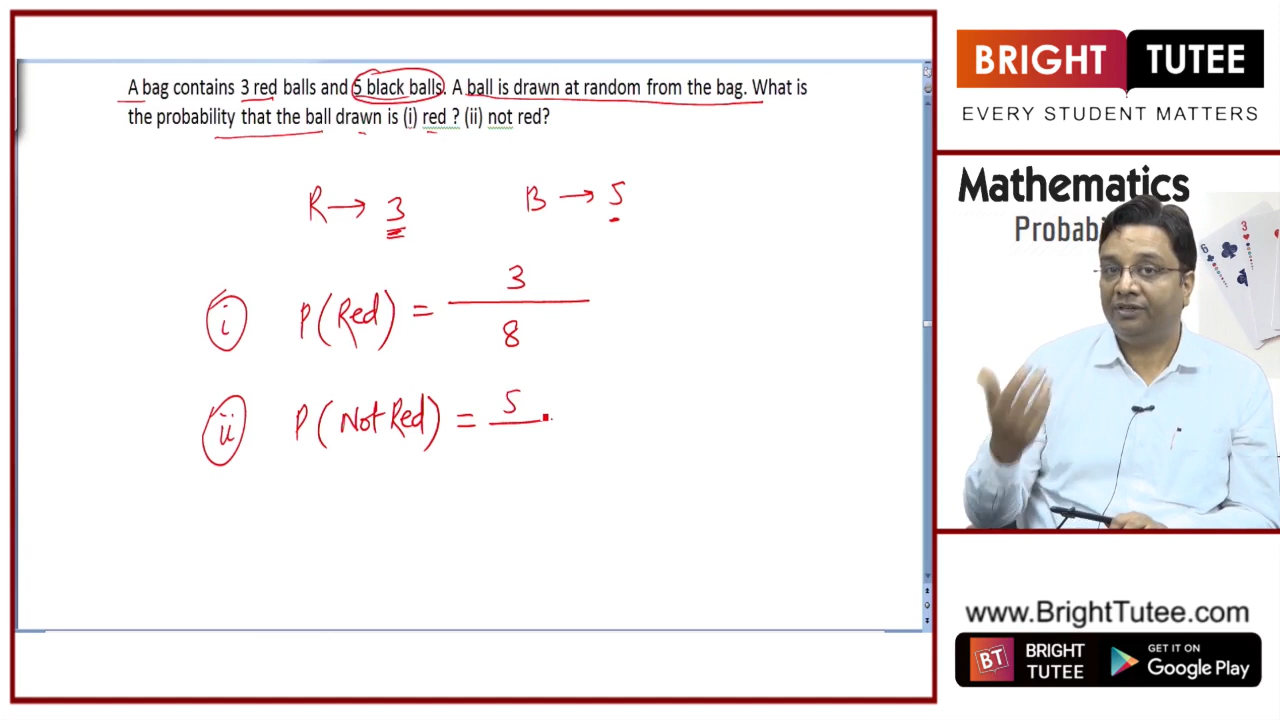 A bag contains 3 red balls and 5 black balls. A ball is drawn at random from the bag. What is
the probability that the ball drawn is (i) red ? (ii) not red?
R → 3 B → 5
i P(Red) = 3
8
ii P(Not Red) = 5
BRIGHT TUTEE
EVERY STUDENT MATTERS
Mathematics
Probabi
6
3
www.BrightTutee.com
BT BRIGHT TUTEE
GET IT ON
Google Play